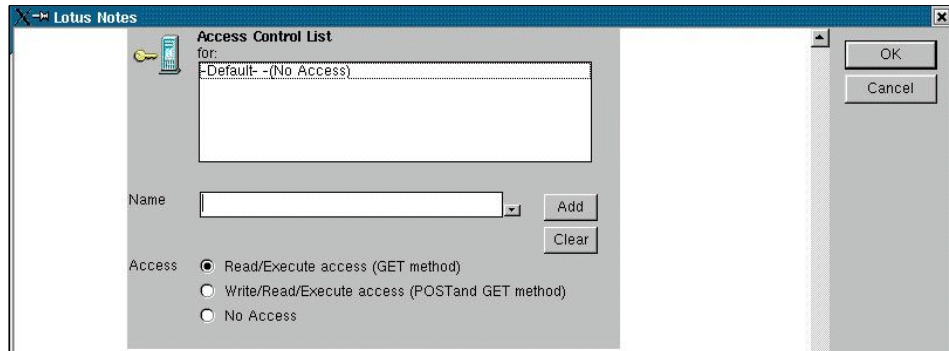 Lotus Notes
Access Control List
for:
-Default- -(No Access)
OK
Cancel
Name
Add
Clear
Access
Read/Execute access (GET method)
Write/Read/Execute access (POSTand GET method)
No Access